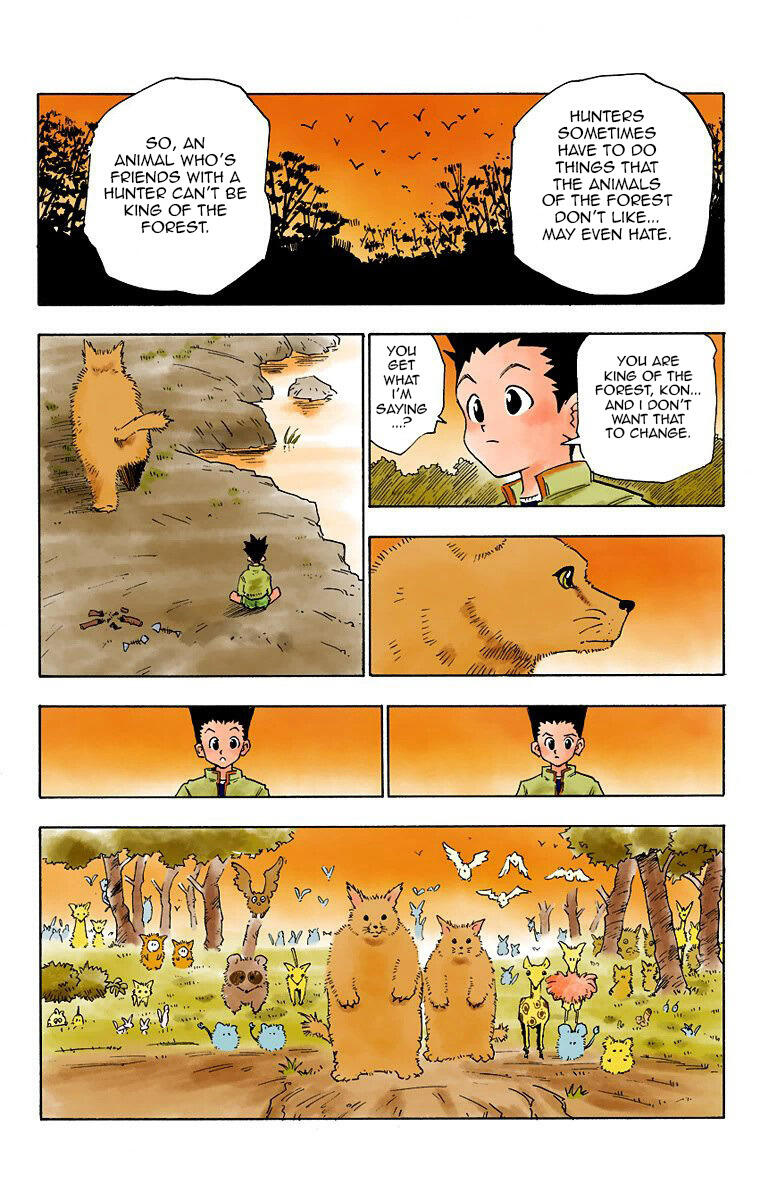 HUNTERS
SOMETIMES
HAVE TO DO
THINGS THAT
THE ANIMALS
OF THE FOREST
DON'T LIKE...
MAY EVEN HATE.
SO, AN
ANIMAL WHO'S
FRIENDS WITH A
HUNTER CAN'T BE
KING OF THE
FOREST.
YOU ARE
KING OF THE
FOREST, KON...
AND I DON'T
WANT THAT
TO CHANGE.
YOU
GET
WHAT
I'M
SAYING
...?